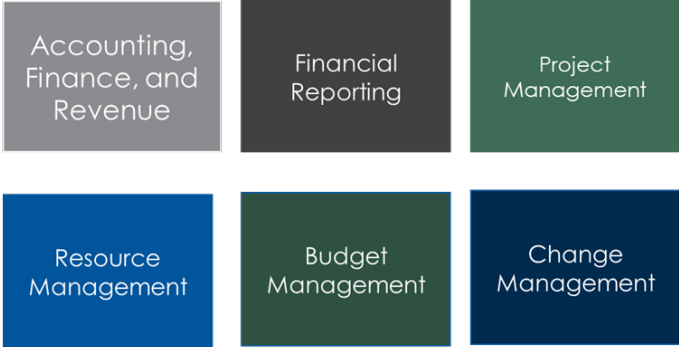 Accounting,
Finance, and
Revenue
Financial
Reporting
Project
Management
Resource
Management
Budget
Management
Change
Management